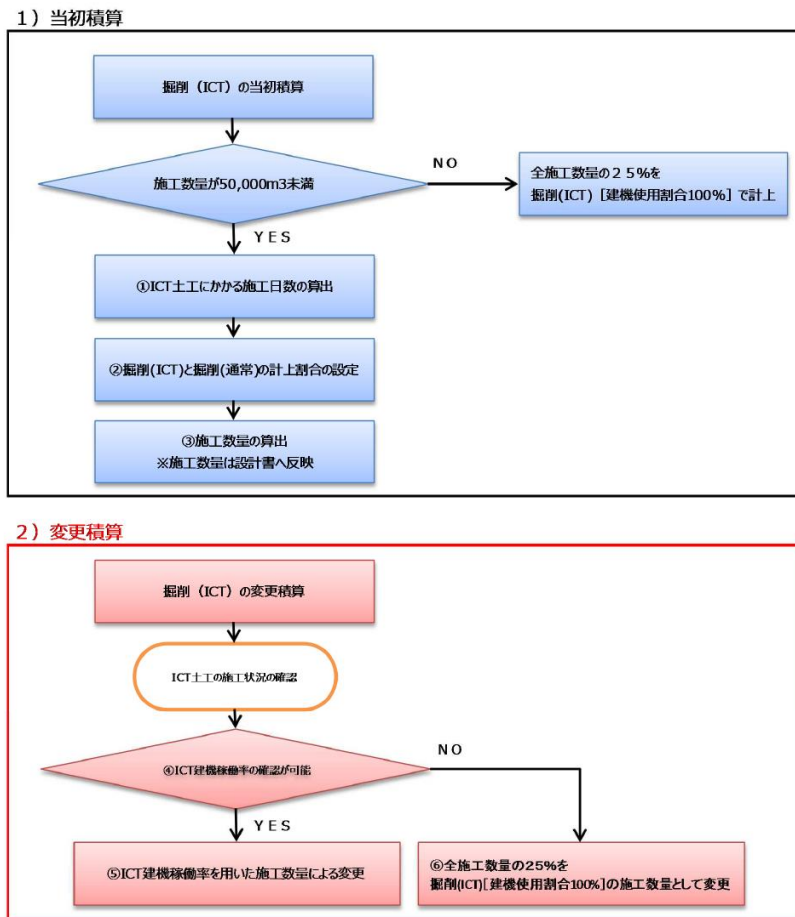 1）当初積算
掘削（ICT）の当初積算
施工数量が50,000m3未満
NO
全施工数量の25%を
掘削(ICT)［建機使用割合100%］で計上
YES
①ICT土工にかかる施工日数の算出
②掘削(ICT)と掘削(通常)の計上割合の設定
③施工数量の算出
※施工数量は設計書へ反映
2）変更積算
掘削（ICT）の変更積算
ICT土工の施工状況の確認
④ICT建機稼働率の確認が可能
NO
YES
⑤ICT建機稼働率を用いた施工数量による変更
⑥全施工数量の25%を
掘削(ICT)[建機使用割合100%]の施工数量として変更